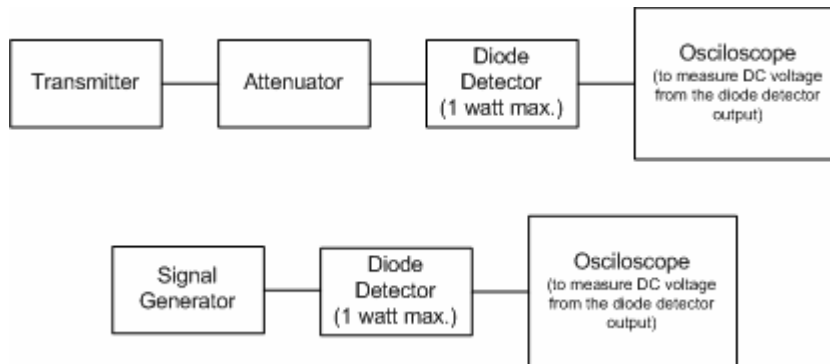 Transmitter
Attenuator
Diode
Detector
(1 watt max.)
Osciloscope
(to measure DC voltage
from the diode detector
output)
Signal
Generator
Diode
Detector
(1 watt max.)
Osciloscope
(to measure DC voltage
from the diode detector
output)